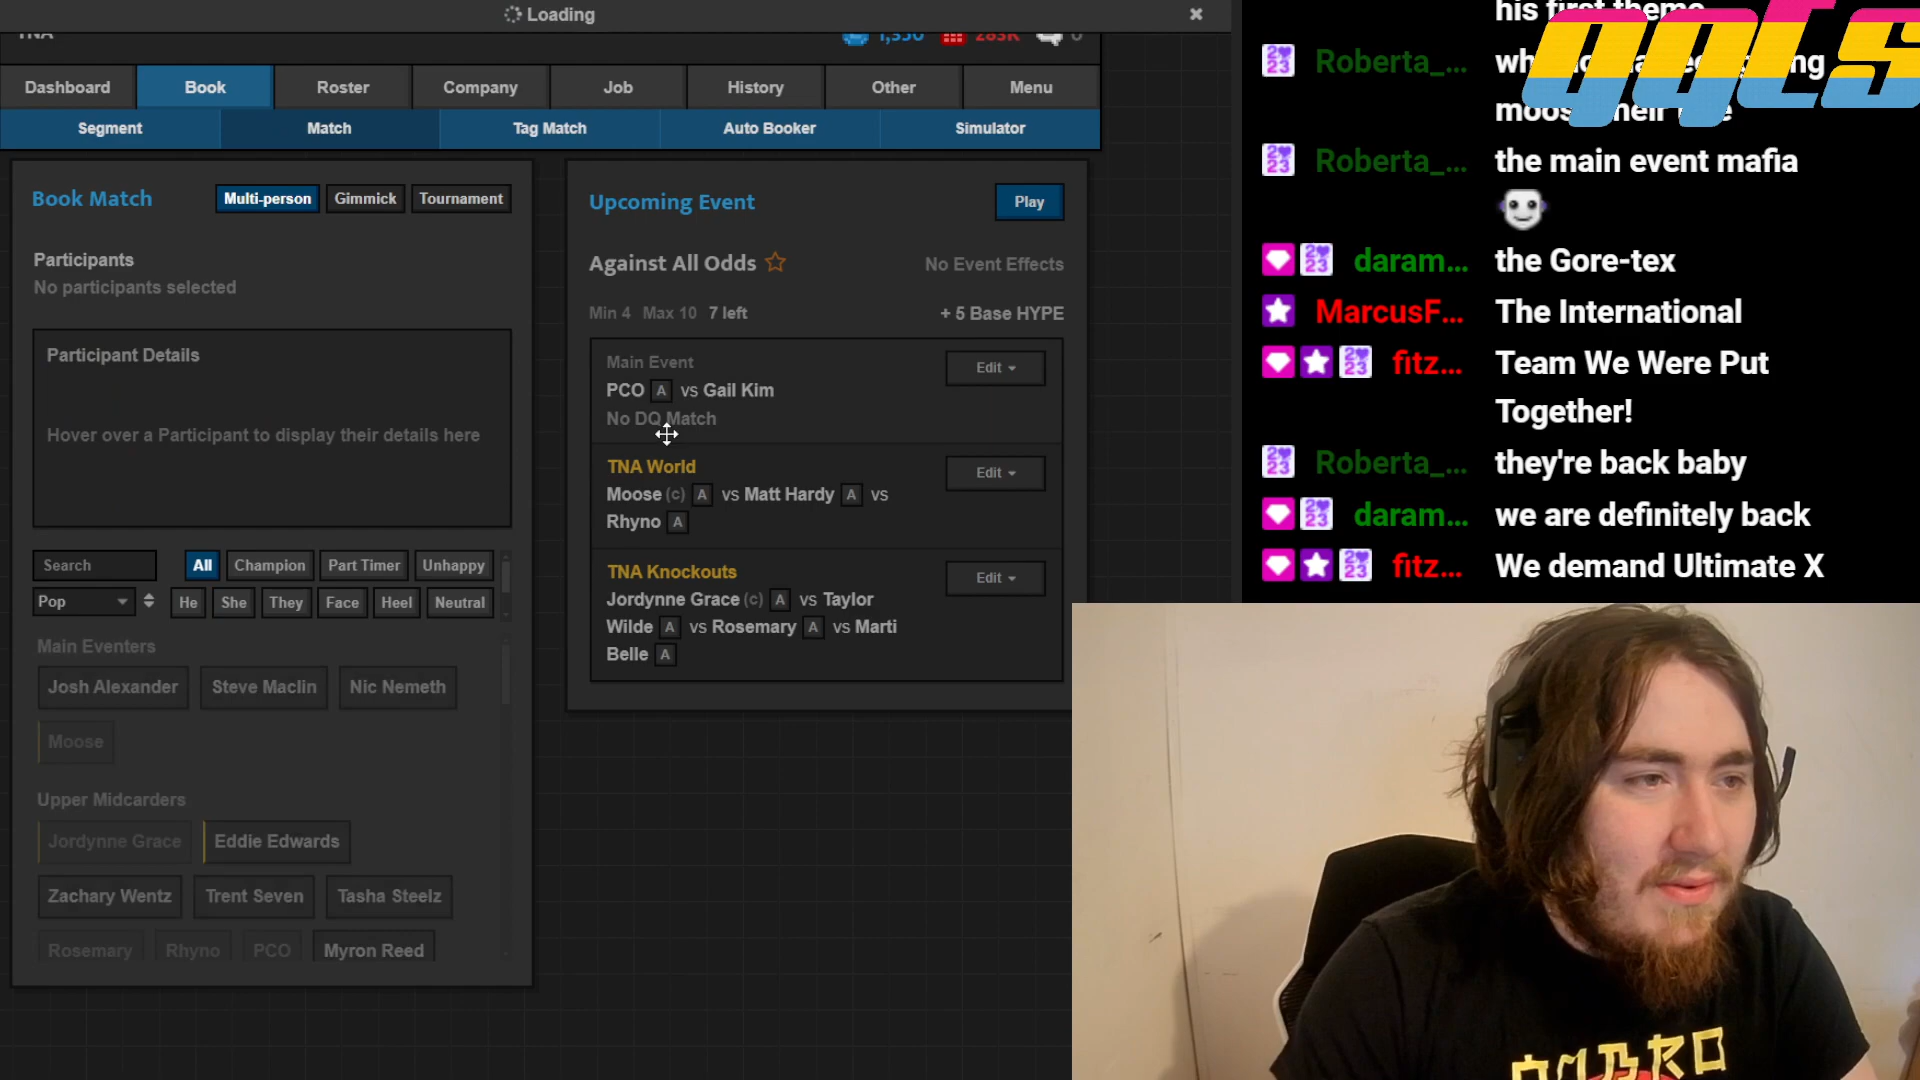 Loading
TNA
1,350
283K
0
Dashboard
Book
Roster
Company
Job
History
Other
Menu
Segment
Match
Tag Match
Auto Booker
Simulator
Book Match
Multi-person
Gimmick
Tournament
Participants
No participants selected
Participant Details
Hover over a Participant to display their details here
Search
All
Champion
Part Timer
Unhappy
Pop
He
She
They
Face
Heel
Neutral
Main Eventers
Josh Alexander
Steve Maclin
Nic Nemeth
Moose
Upper Midcarders
Jordynne Grace
Eddie Edwards
Zachary Wentz
Trent Seven
Tasha Steelz
Rosemary
Rhyno
PCO
Myron Reed
Upcoming Event
Play
Against All Odds
No Event Effects
Min 4 Max 10 7 left
+ 5 Base HYPE
Main Event
Edit
PCO A vs Gail Kim
No DQ Match
TNA World
Edit
Moose (c) A vs Matt Hardy A vs
Rhyno A
TNA Knockouts
Edit
Jordynne Grace (c) A vs Taylor
Wilde A vs Rosemary A vs Marti
Belle A
his first theme
Roberta_...
Roberta_... the main event mafia
daram... the Gore-tex
MarcusF... The International
fitz... Team We Were Put
Together!
Roberta_... they're back baby
daram... we are definitely back
fitz... We demand Ultimate X